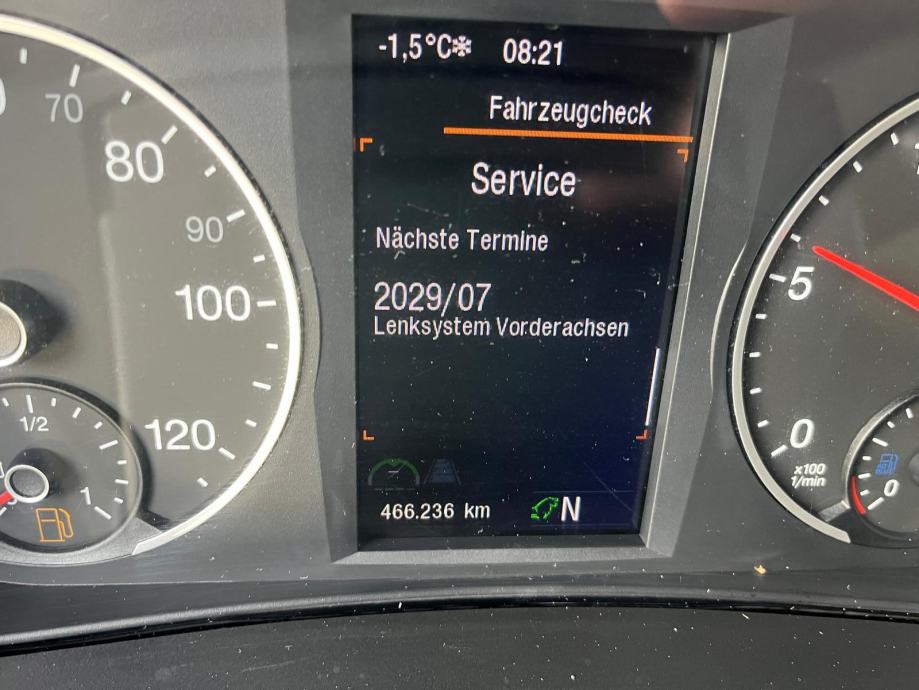 -1,5°C 08:21
Fahrzeugcheck
Service
Nächste Termine
2029/07
Lenksystem Vorderachsen
466.236 km N
70
80
90
100
120
1/2
1
5
0
x100
1/min
0